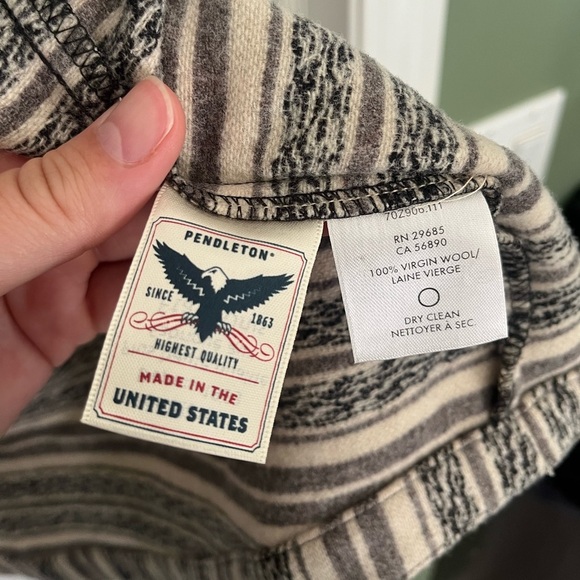 PENDLETON®
SINCE 1863
HIGHEST QUALITY
MADE IN THE
UNITED STATES
70Z906.111
RN 29685
CA 56890
100% VIRGIN WOOL/
LAINE VIERGE
DRY CLEAN
NETTOYER À SEC.